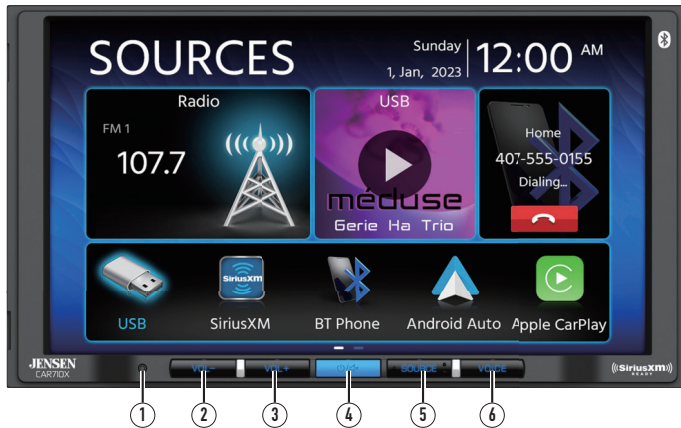 SOURCES
Sunday
1, Jan, 2023
12:00 AM
Radio
FM 1
107.7
USB
méduse
Gerie Ha Trio
Home
407-555-0155
Dialing...
SiriusXM
USB
SiriusXM
BT Phone
Android Auto
Apple CarPlay
JENSEN
CAR710X
VOL-
VOL+
SOURCE
VOICE
((SiriusXM))
READY
1
2
3
4
5
6